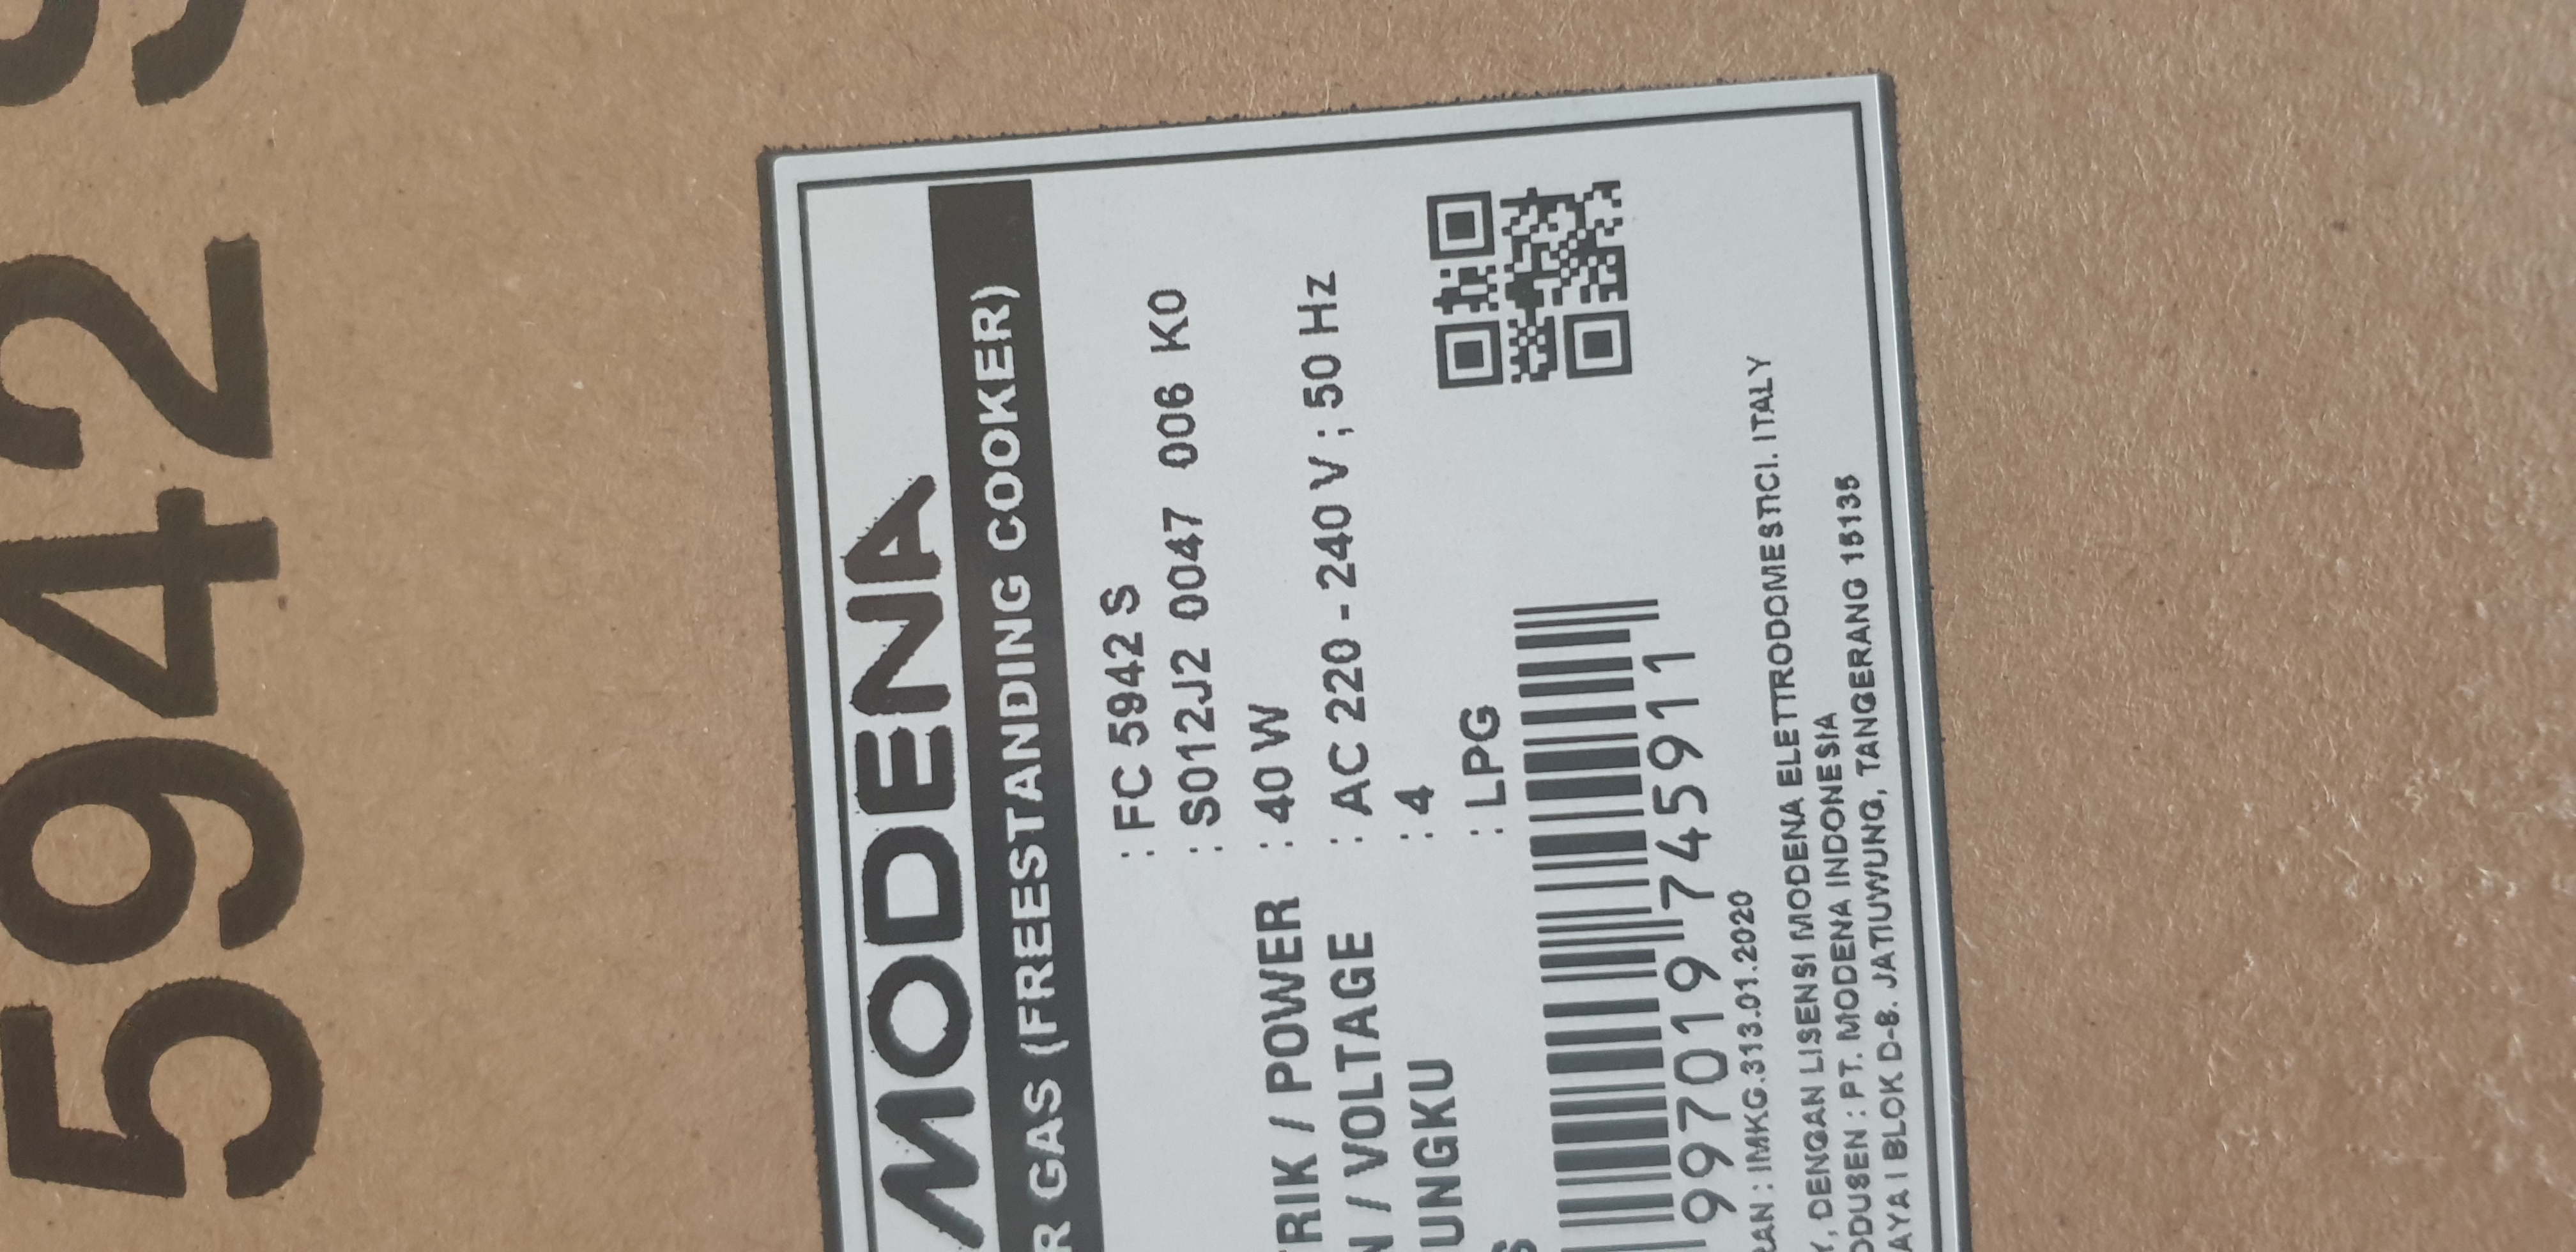 5942 S
MODENA
R GAS (FREESTANDING COOKER)
: FC 5942 S
: S012J2 0047 006 K0
TRIK / POWER : 40 W
N / VOLTAGE : AC 220 - 240 V ; 50 Hz
UNGKU : 4
S : LPG
997019 745911
RAN : IMKG.313.01.2020
Y, DENGAN LISENSI MODENA ELETTRODOMESTICI. ITALY
ODUSEN : PT. MODENA INDONESIA
AYA I BLOK D-8. JATIUWUNG, TANGERANG 15135